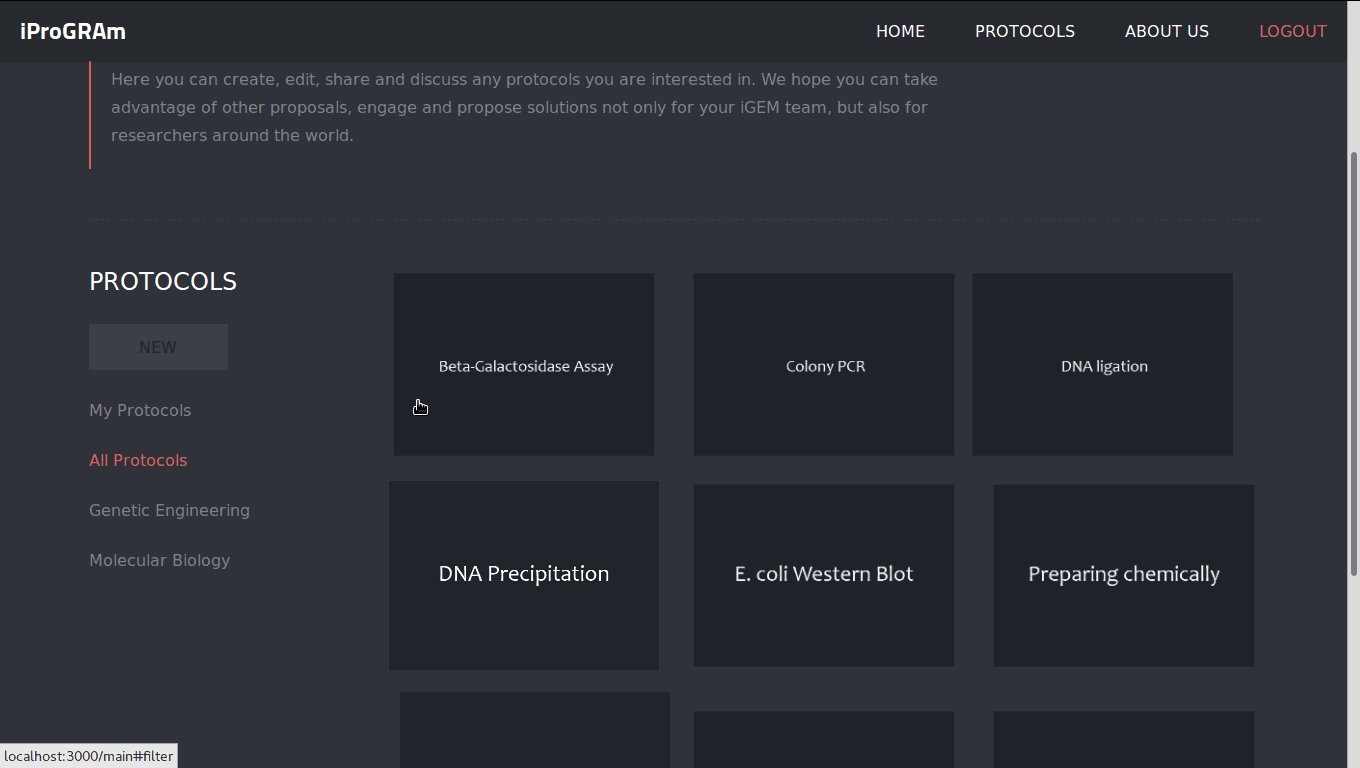 iProGRAm
HOME
PROTOCOLS
ABOUT US
LOGOUT
Here you can create, edit, share and discuss any protocols you are interested in. We hope you can take
advantage of other proposals, engage and propose solutions not only for your iGEM team, but also for
researchers around the world.
PROTOCOLS
NEW
My Protocols
All Protocols
Genetic Engineering
Molecular Biology
Beta-Galactosidase Assay
Colony PCR
DNA ligation
DNA Precipitation
E. coli Western Blot
Preparing chemically
localhost:3000/main#filter